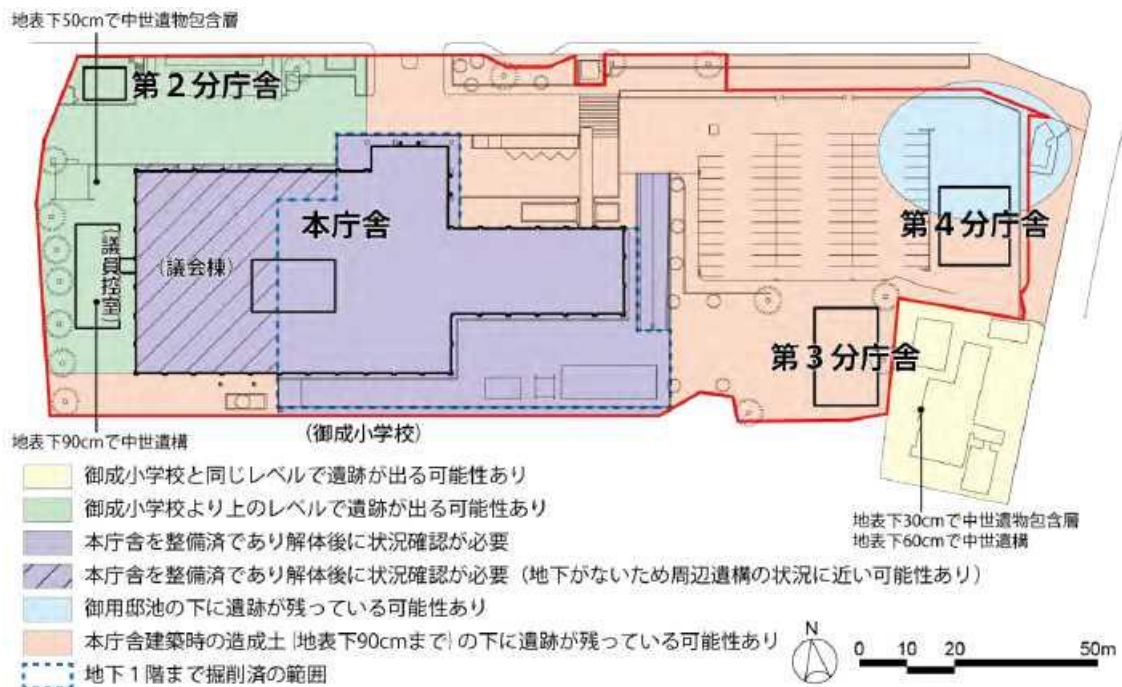 地表下50cmで中世遺物包含層
第2分庁舎
本庁舎
(議員控室)
(議会棟)
第4分庁舎
第3分庁舎
(御成小学校)
地表下90cmで中世遺構
御成小学校と同じレベルで遺跡が出る可能性あり
御成小学校より上のレベルで遺跡が出る可能性あり
本庁舎を整備済であり解体後に状況確認が必要
本庁舎を整備済であり解体後に状況確認が必要（地下がないため周辺遺構の状況に近い可能性あり）
御用邸池の下に遺跡が残っている可能性あり
本庁舎建築時の造成土(地表下90cmまで)の下に遺跡が残っている可能性あり
地下1階まで掘削済の範囲
地表下30cmで中世遺物包含層
地表下60cmで中世遺構
N
0 10 20 50m